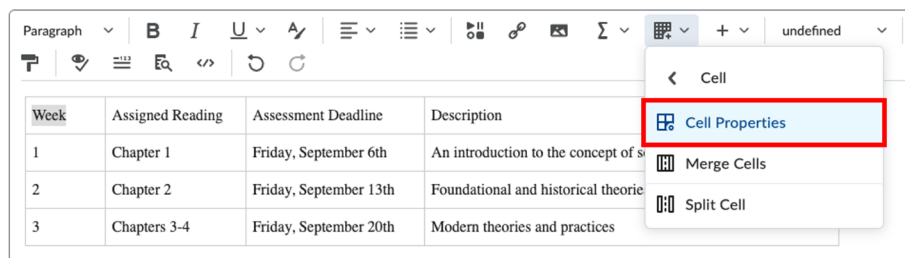 Paragraph B I U A Σ + undefined
</>
Cell
Week Assigned Reading Assessment Deadline Description
Cell Properties
1 Chapter 1 Friday, September 6th An introduction to the concept of
Merge Cells
2 Chapter 2 Friday, September 13th Foundational and historical
Split Cell
3 Chapters 3-4 Friday, September 20th Modern theories and practices